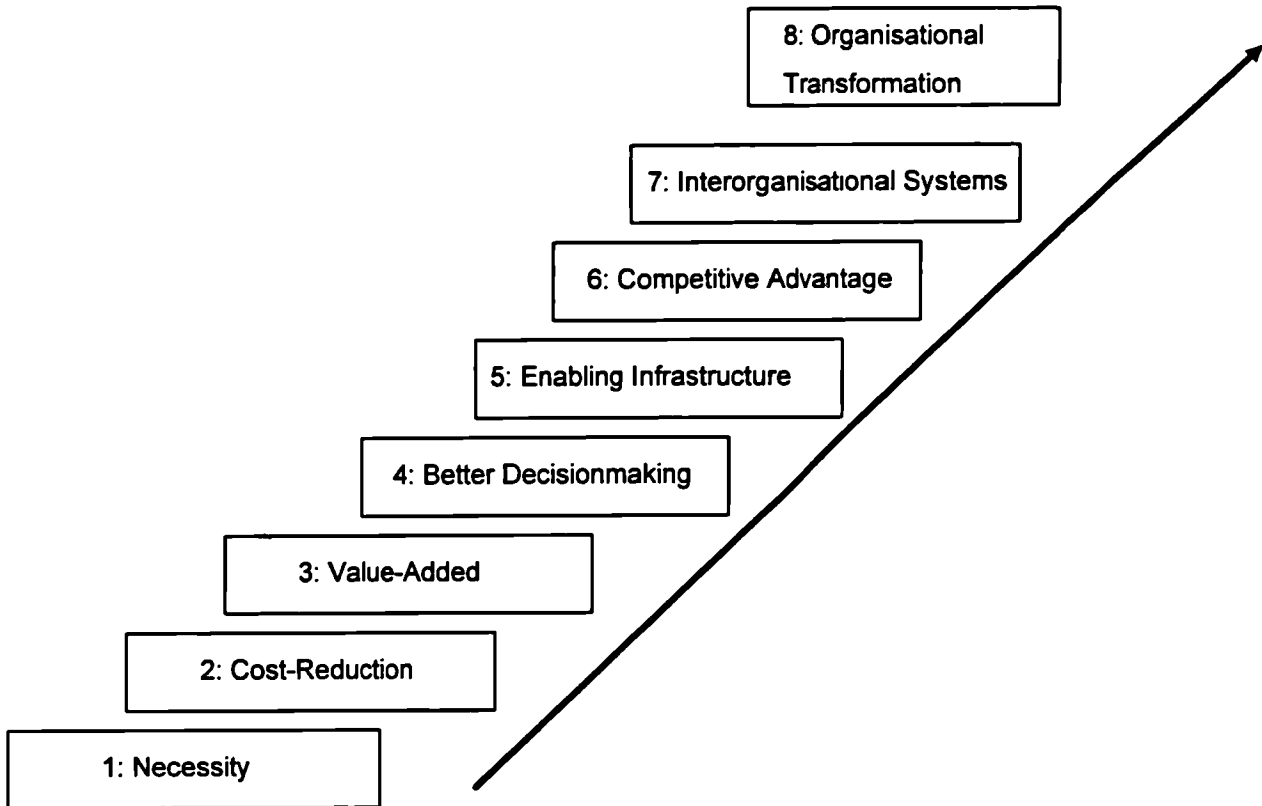 8: Organisational
Transformation
7: Interorganisational Systems
6: Competitive Advantage
5: Enabling Infrastructure
4: Better Decisionmaking
3: Value-Added
2: Cost-Reduction
1: Necessity